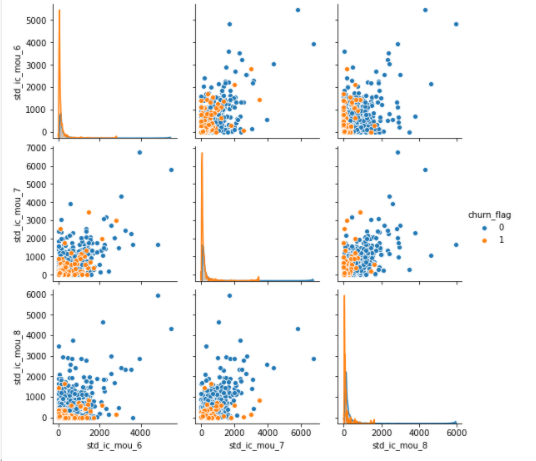 5000
4000
3000
2000
1000
0
std_ic_mou_6
7000
6000
5000
4000
3000
2000
1000
0
std_ic_mou_7
churn_flag
0
1
6000
5000
4000
3000
2000
1000
0
std_ic_mou_8
0 2000 4000
0 2000 4000 6000
0 2000 4000 6000
std_ic_mou_6 std_ic_mou_7 std_ic_mou_8